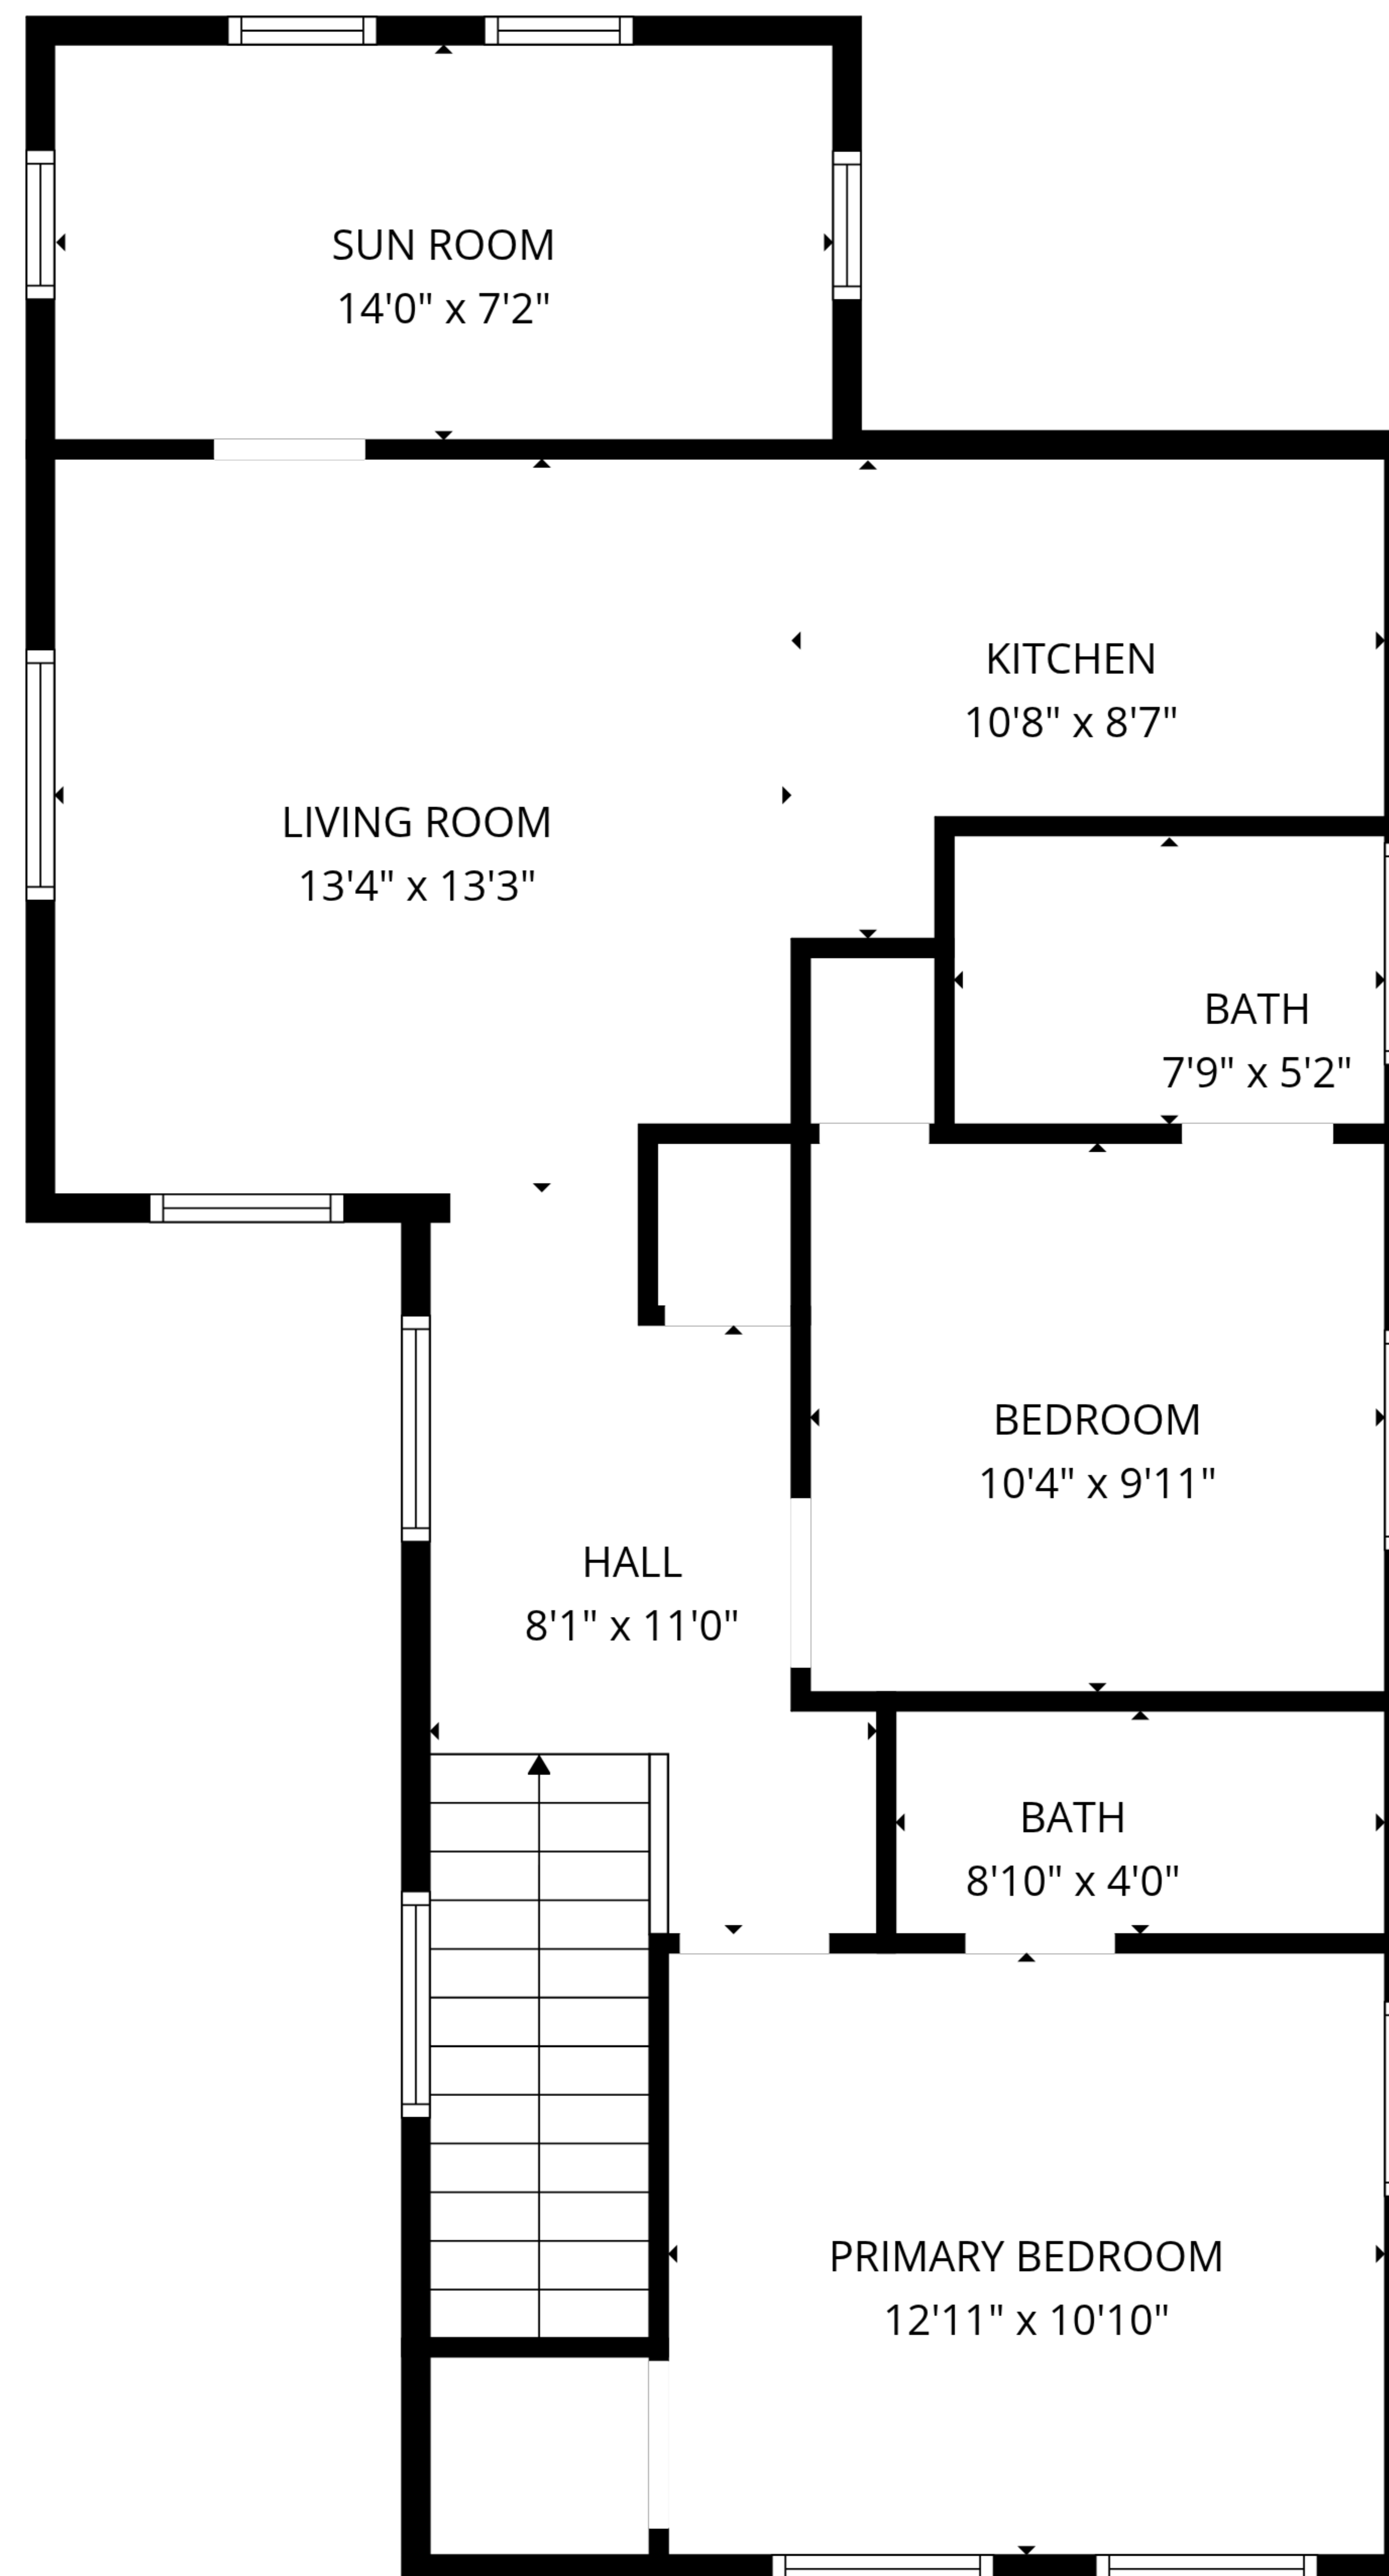 SUN ROOM
14'0" x 7'2"
KITCHEN
10'8" x 8'7"
LIVING ROOM
13'4" x 13'3"
BATH
7'9" x 5'2"
BEDROOM
10'4" x 9'11"
HALL
8'1" x 11'0"
BATH
8'10" x 4'0"
PRIMARY BEDROOM
12'11" x 10'10"